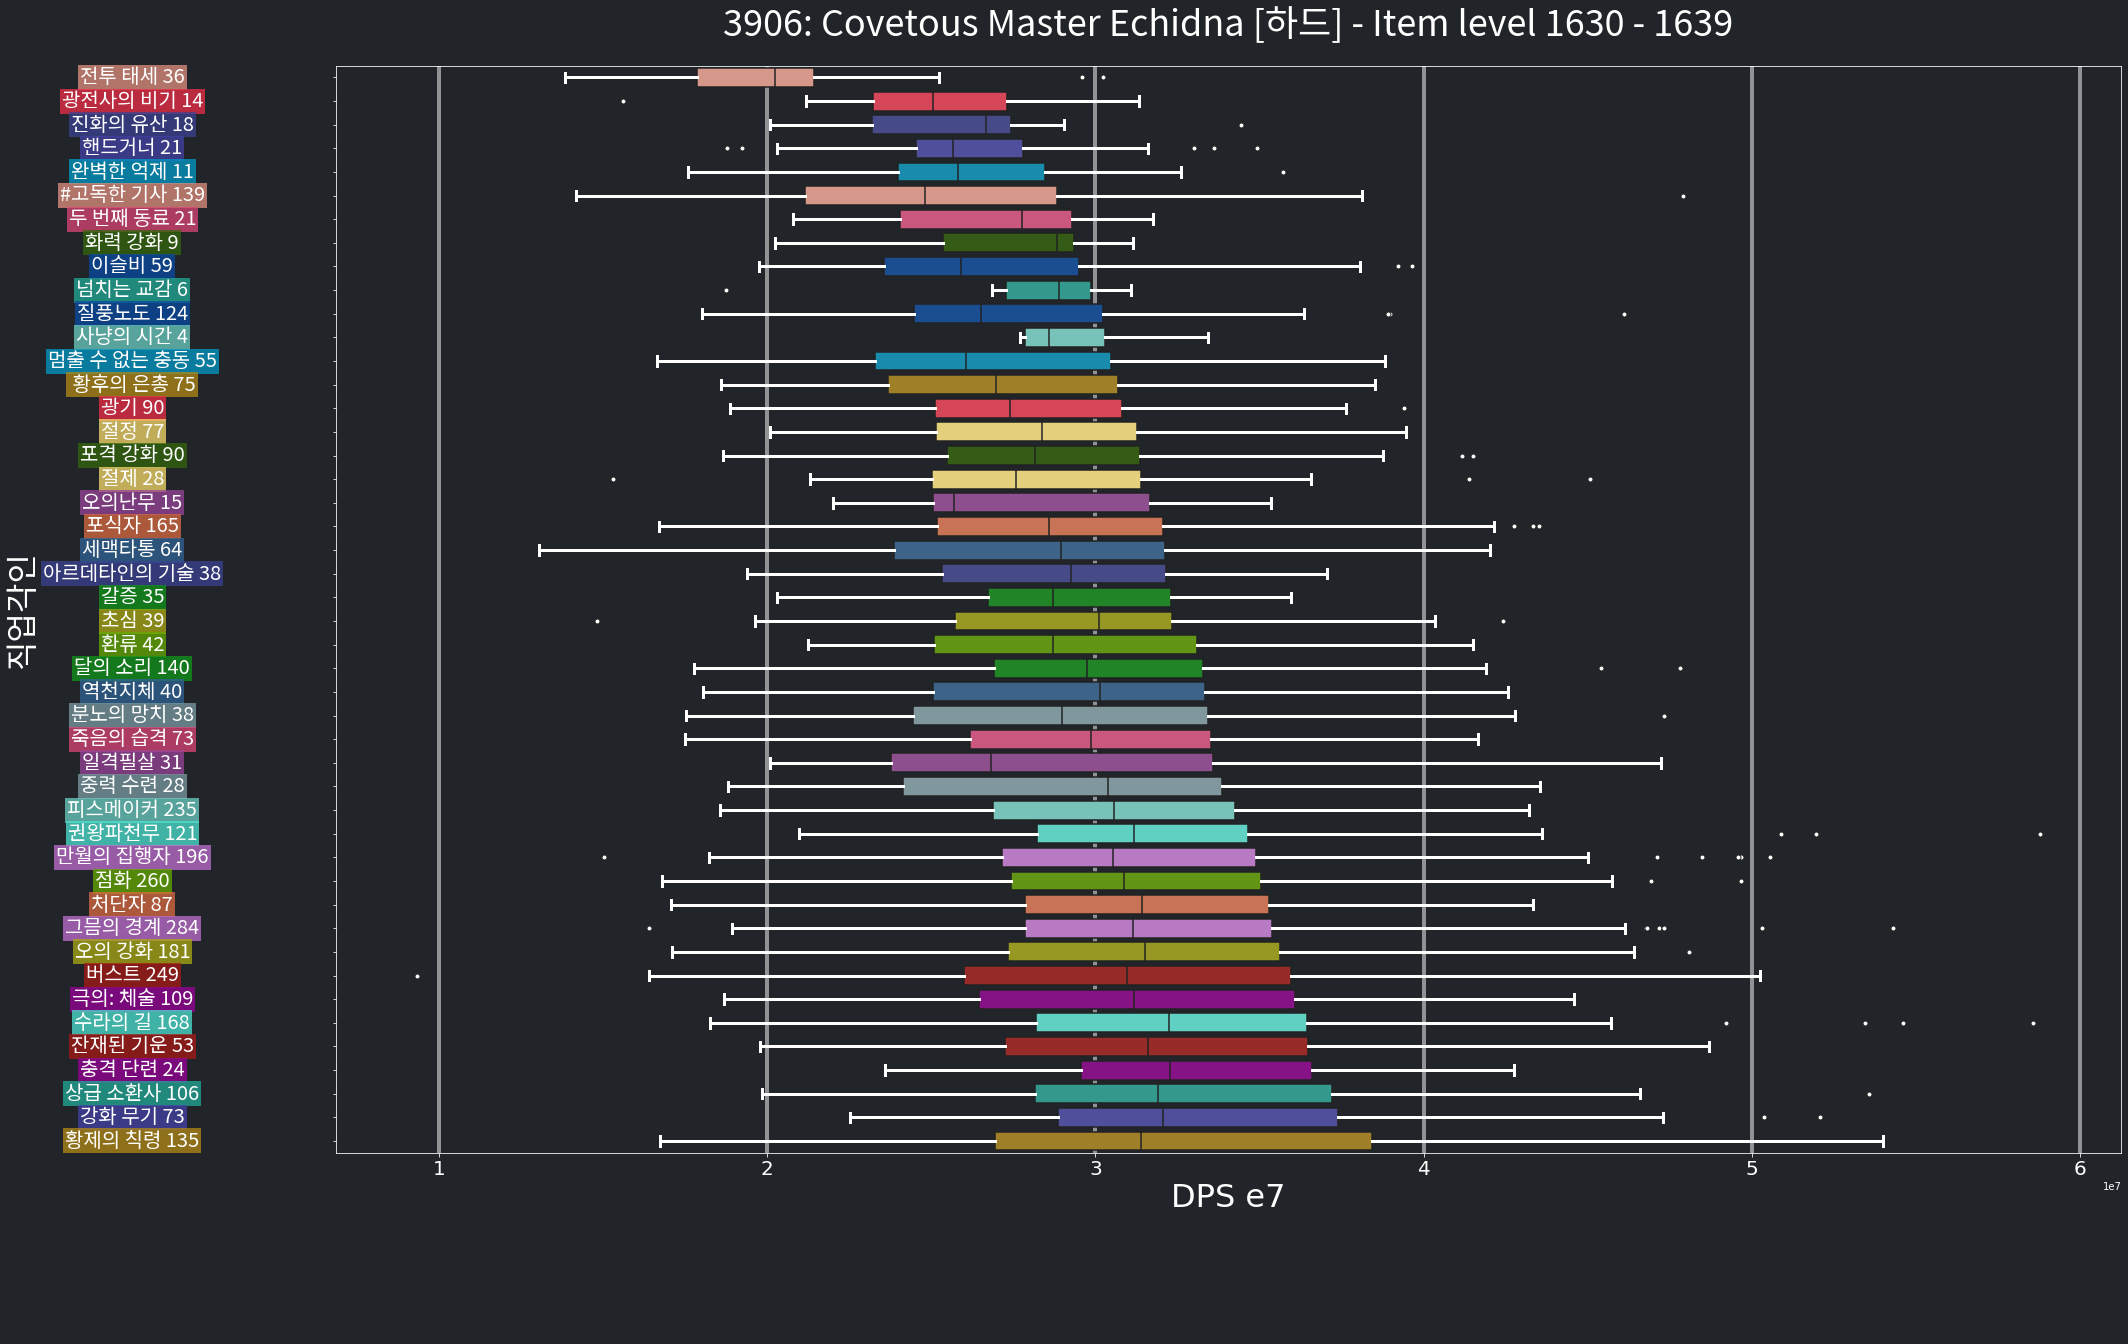 3906: Covetous Master Echidna [하드] - Item level 1630 - 1639
전투 태세 36
광전사의 비기 14
진화의 유산 18
핸드거너 21
완벽한 억제 11
#고독한 기사 139
두 번째 동료 21
화력 강화 9
이슬비 59
넘치는 교감 6
질풍노도 124
사냥의 시간 4
멈출 수 없는 충동 55
황후의 은총 75
광기 90
절정 77
포격 강화 90
절제 28
오의난무 15
포식자 165
세맥타통 64
아르데타인의 기술 38
갈증 35
초심 39
환류 42
달의 소리 140
역천지체 40
분노의 망치 38
죽음의 습격 73
일격필살 31
중력 수련 28
피스메이커 235
권왕파천무 121
만월의 집행자 196
점화 260
처단자 87
그믐의 경계 284
오의 강화 181
버스트 249
극의: 체술 109
수라의 길 168
잔재된 기운 53
충격 단련 24
상급 소환사 106
강화 무기 73
황제의 칙령 135
직업각인
1 2 3 4 5 6
1e7
DPS e7